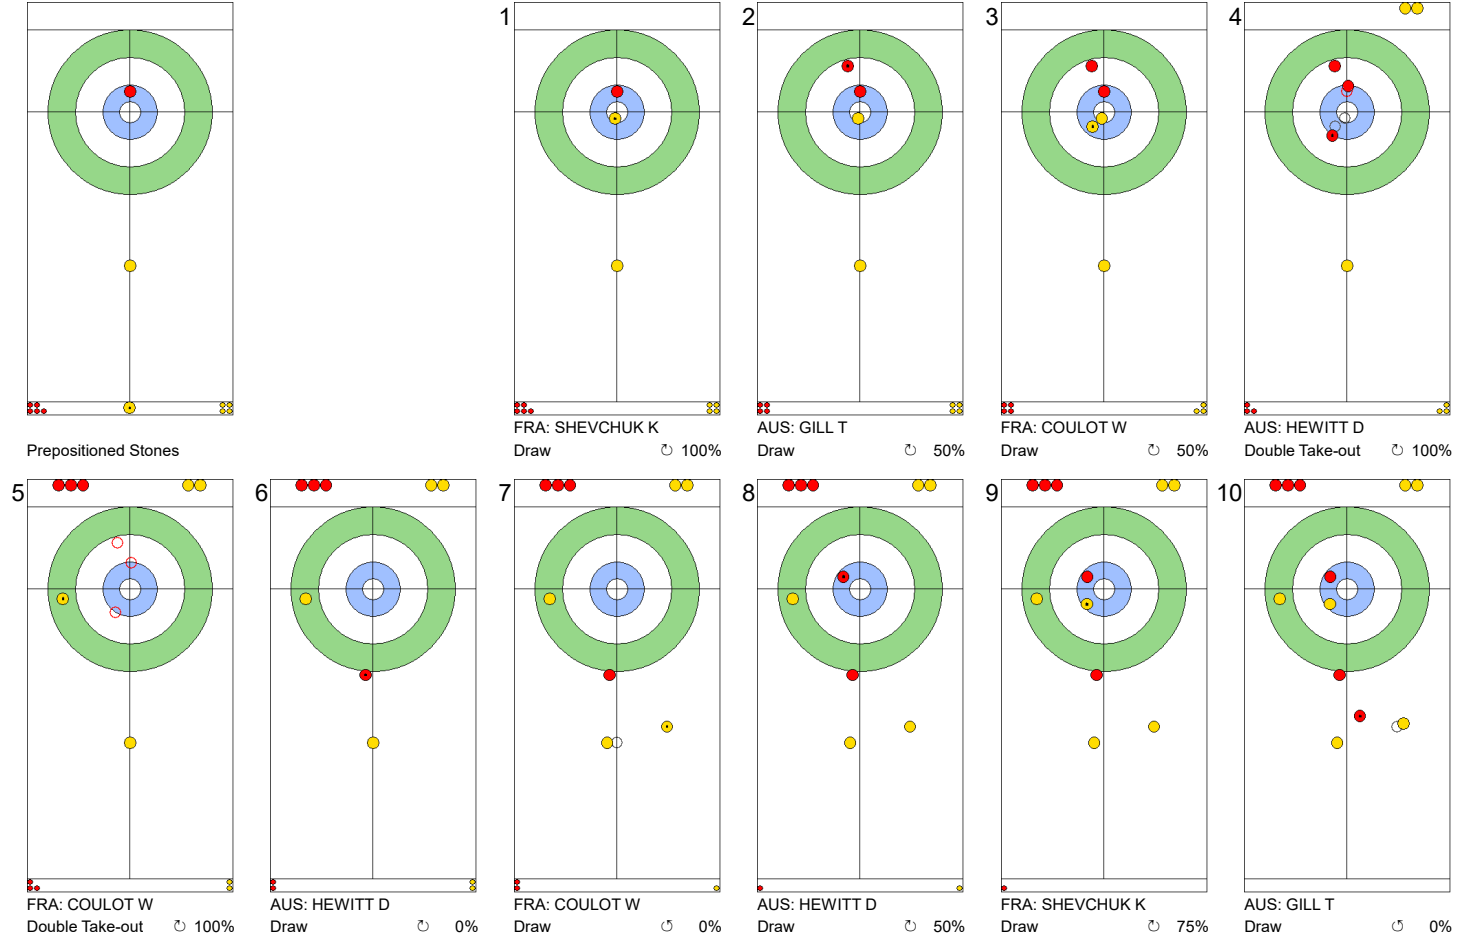 1 2 3 4
Prepositioned Stones
FRA: SHEVCHUK K
Draw 100%
AUS: GILL T
Draw 50%
FRA: COULOT W
Draw 50%
AUS: HEWITT D
Double Take-out 100%
5 6 7 8 9 10
FRA: COULOT W
Double Take-out 100%
AUS: HEWITT D
Draw 0%
FRA: COULOT W
Draw 0%
AUS: HEWITT D
Draw 50%
FRA: SHEVCHUK K
Draw 75%
AUS: GILL T
Draw 0%